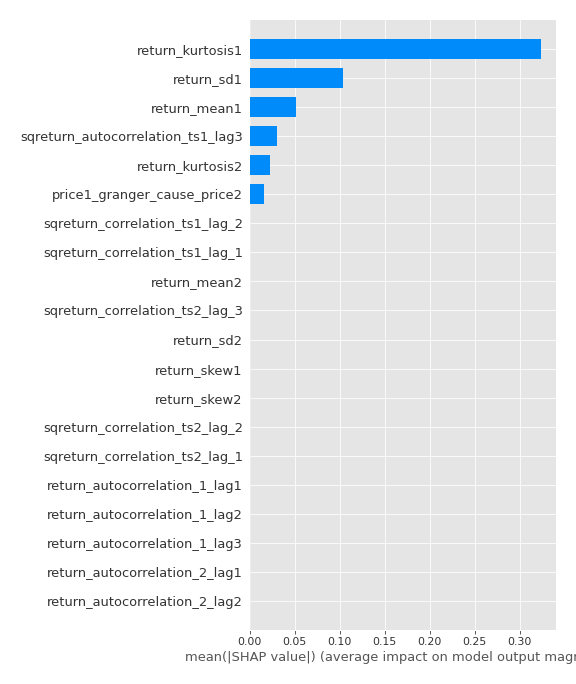 return_kurtosis1
return_sd1
return_mean1
sqreturn_autocorrelation_ts1_lag3
return_kurtosis2
price1_granger_cause_price2
sqreturn_correlation_ts1_lag_2
sqreturn_correlation_ts1_lag_1
return_mean2
sqreturn_correlation_ts2_lag_3
return_sd2
return_skew1
return_skew2
sqreturn_correlation_ts2_lag_2
sqreturn_correlation_ts2_lag_1
return_autocorrelation_1_lag1
return_autocorrelation_1_lag2
return_autocorrelation_1_lag3
return_autocorrelation_2_lag1
return_autocorrelation_2_lag2
0.00 0.05 0.10 0.15 0.20 0.25 0.30
mean(|SHAP value|) (average impact on model output magn